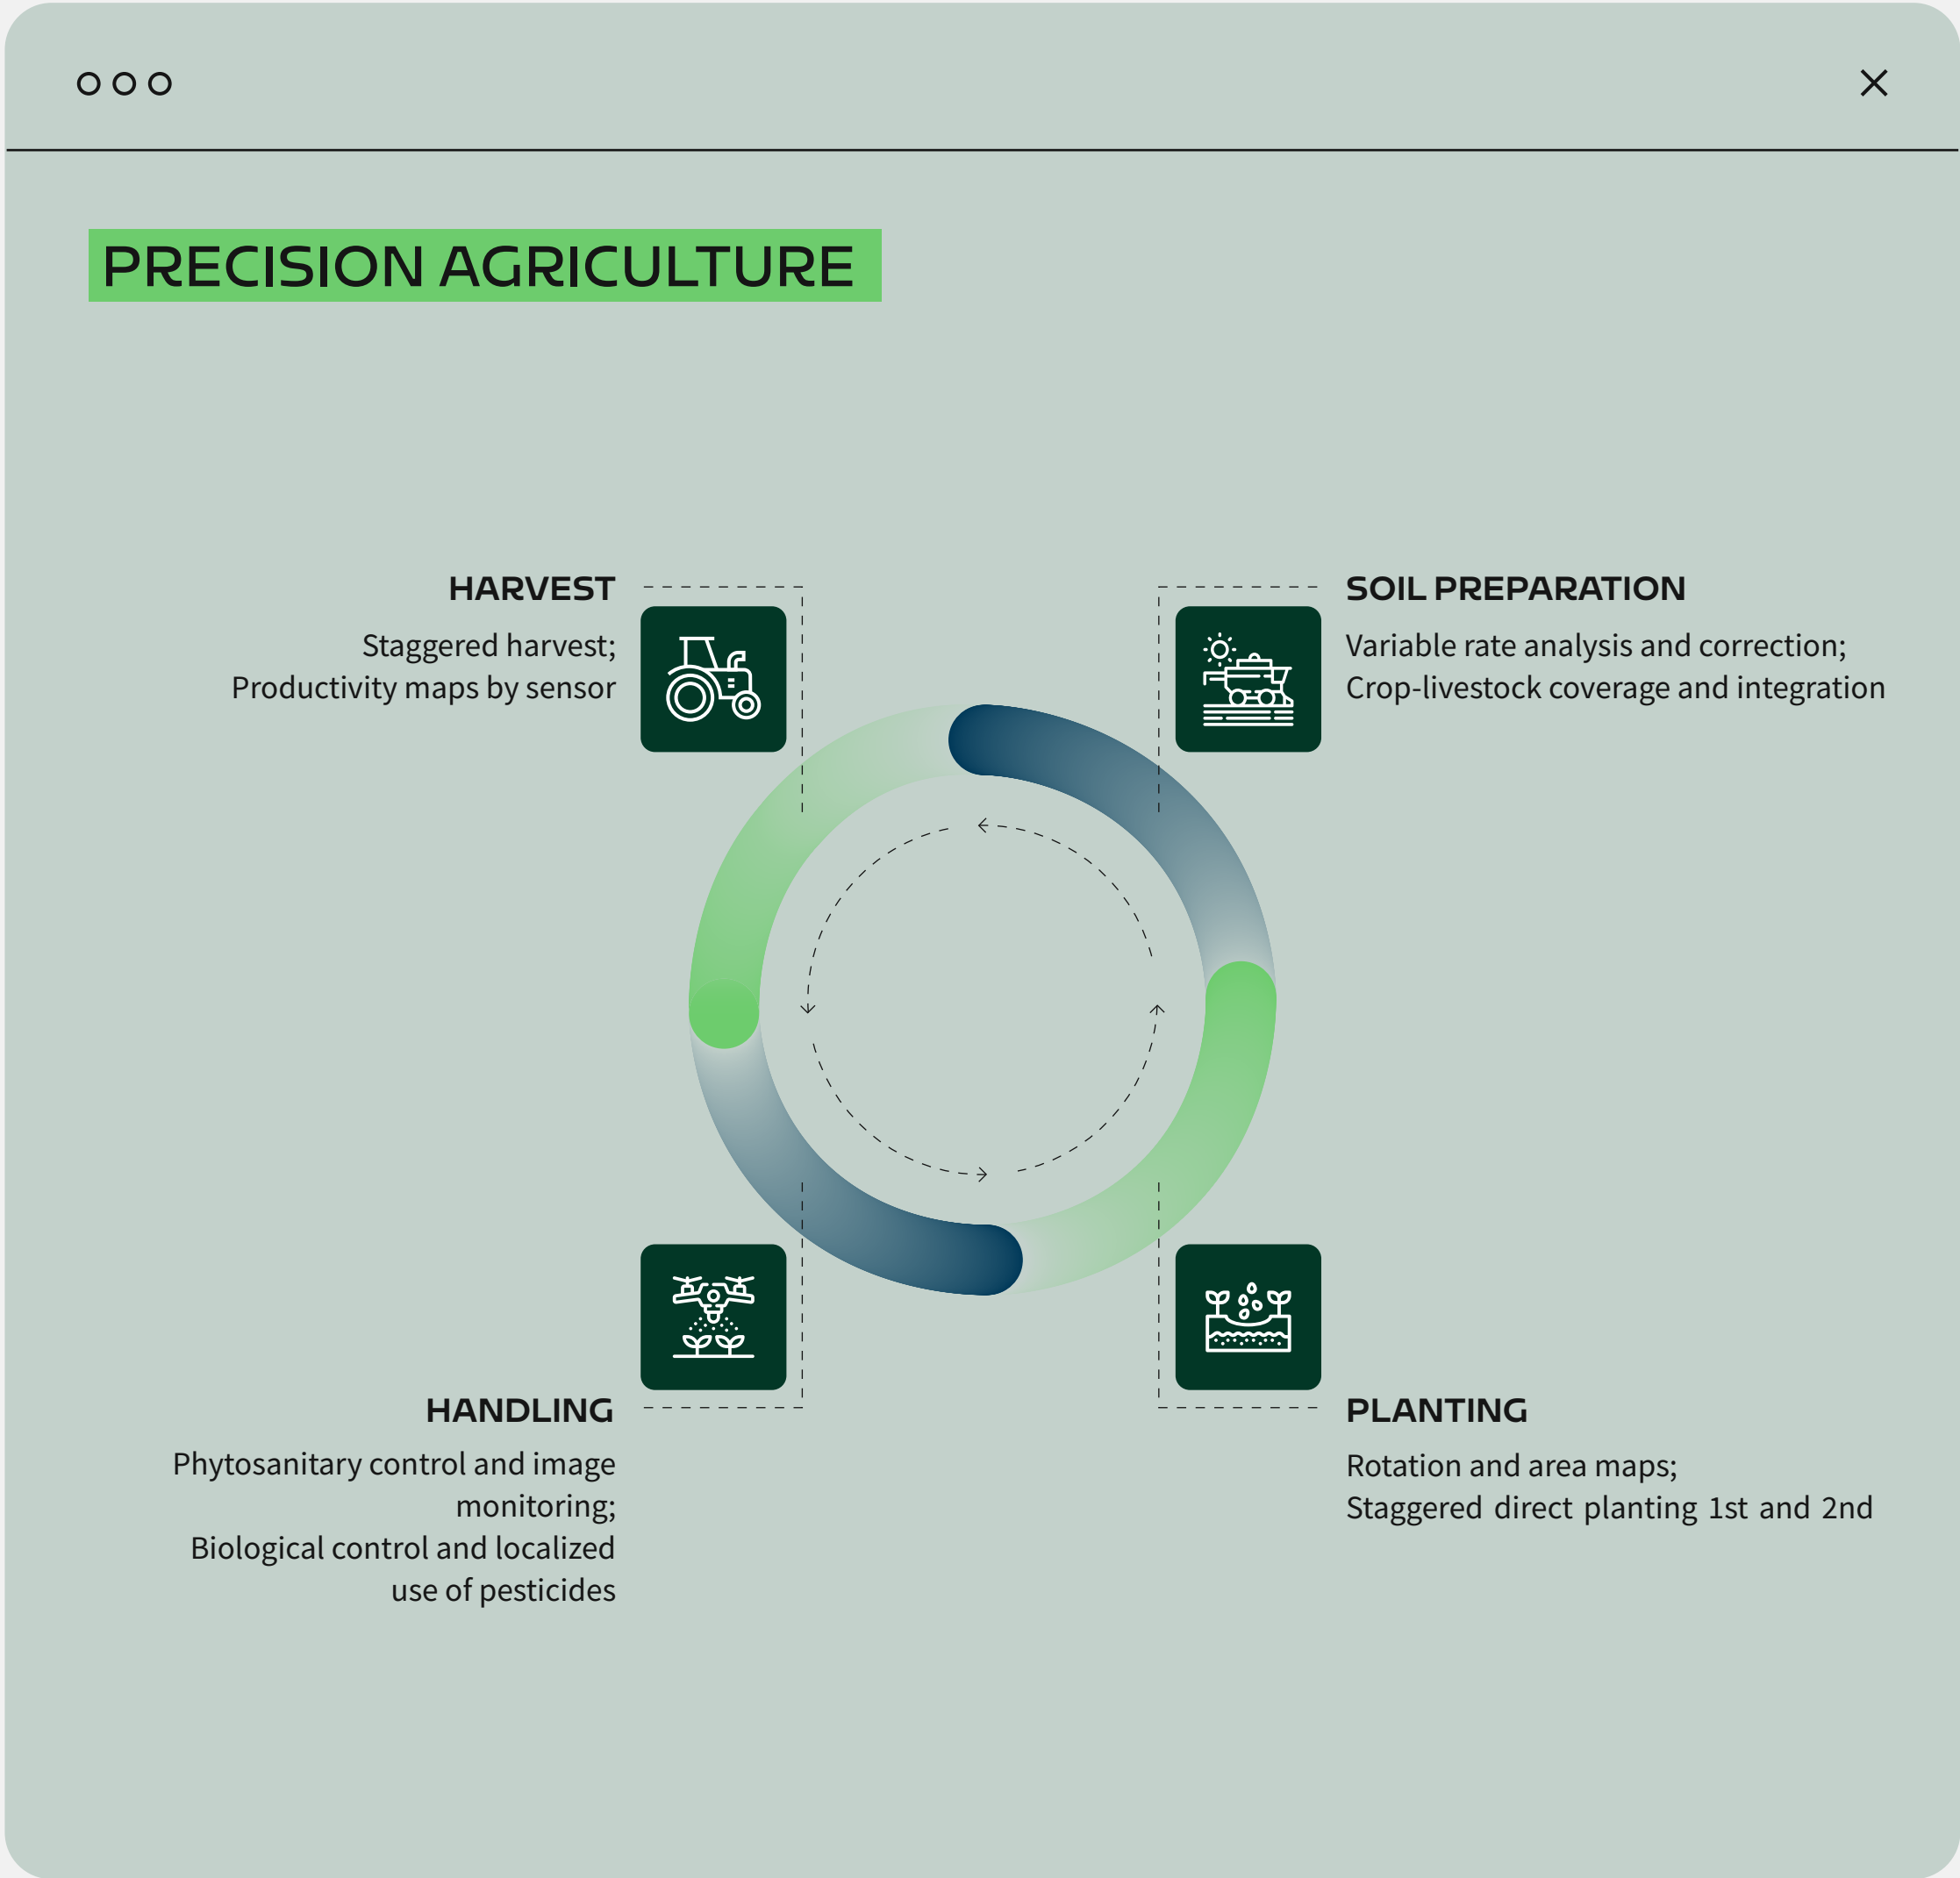 PRECISION AGRICULTURE
HARVEST
Staggered harvest;
Productivity maps by sensor
SOIL PREPARATION
Variable rate analysis and correction;
Crop-livestock coverage and integration
HANDLING
Phytosanitary control and image
monitoring;
Biological control and localized
use of pesticides
PLANTING
Rotation and area maps;
Staggered direct planting 1st and 2nd